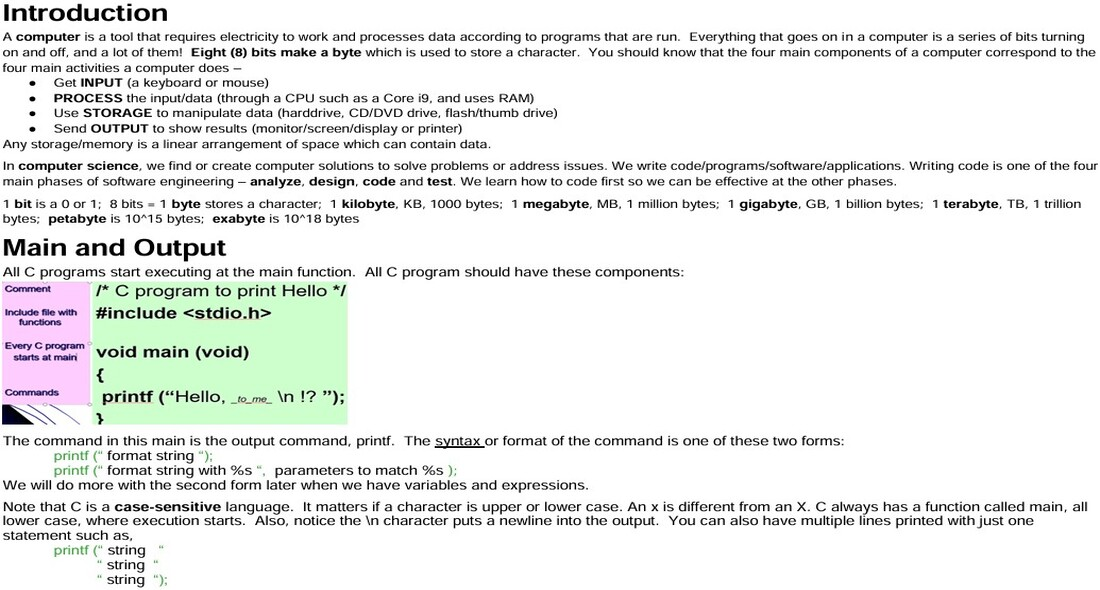 Introduction
A computer is a tool that requires electricity to work and processes data according to programs that are run.  Everything that goes on in a computer is a series of bits turning
on and off, and a lot of them!  Eight (8) bits make a byte which is used to store a character.  You should know that the four main components of a computer correspond to the
four main activities a computer does –
● Get INPUT (a keyboard or mouse)
● PROCESS the input/data (through a CPU such as a Core i9, and uses RAM)
● Use STORAGE to manipulate data (harddrive, CD/DVD drive, flash/thumb drive)
● Send OUTPUT to show results (monitor/screen/display or printer)
Any storage/memory is a linear arrangement of space which can contain data.
In computer science, we find or create computer solutions to solve problems or address issues. We write code/programs/software/applications. Writing code is one of the four
main phases of software engineering – analyze, design, code and test. We learn how to code first so we can be effective at the other phases.
1 bit is a 0 or 1;  8 bits = 1 byte stores a character;  1 kilobyte, KB, 1000 bytes;  1 megabyte, MB, 1 million bytes;  1 gigabyte, GB, 1 billion bytes;  1 terabyte, TB, 1 trillion
bytes;  petabyte is 10^15 bytes;  exabyte is 10^18 bytes
Main and Output
All C programs start executing at the main function.  All C program should have these components:
Comment
/* C program to print Hello */
Include file with
functions
#include <stdio.h>
Every C program
starts at main
void main (void)
{
Commands
printf (“Hello, _to_me_ \n !? ”);
}
The command in this main is the output command, printf.  The syntax or format of the command is one of these two forms:
printf (“ format string “);
printf (“ format string with %s “,  parameters to match %s );
We will do more with the second form later when we have variables and expressions.
Note that C is a case-sensitive language.  It matters if a character is upper or lower case. An x is different from an X. C always has a function called main, all
lower case, where execution starts.  Also, notice the \n character puts a newline into the output.  You can also have multiple lines printed with just one
statement such as,
printf (“ string   “
“ string  “
“ string  “);